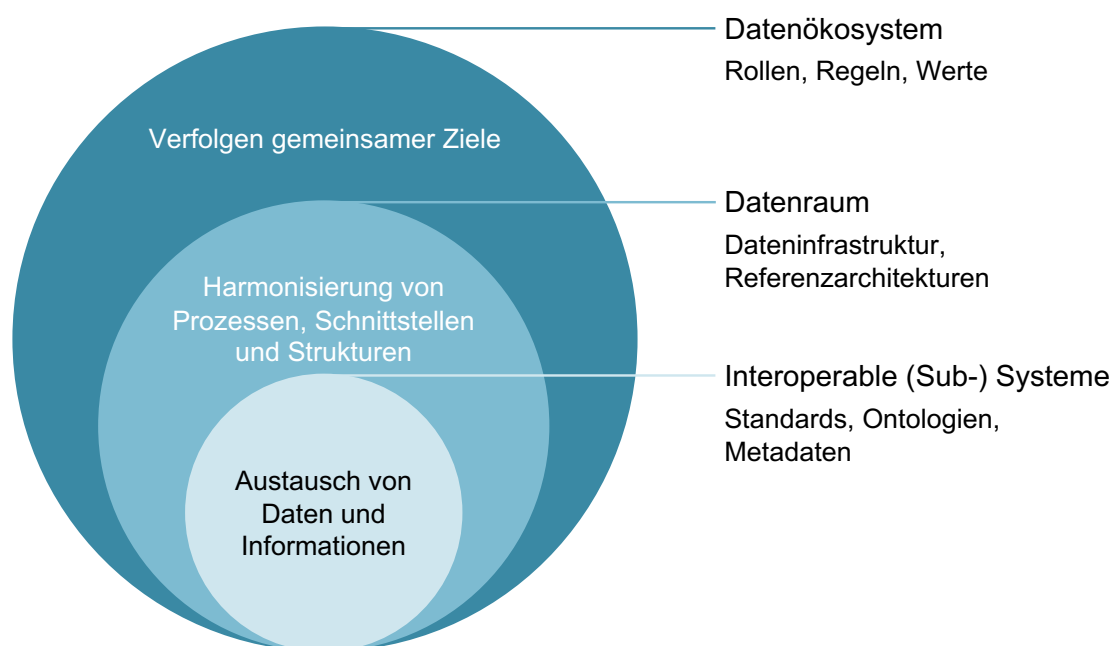 Datenökosystem
Rollen, Regeln, Werte
Verfolgen gemeinsamer Ziele
Datenraum
Dateninfrastruktur,
Referenzarchitekturen
Harmonisierung von
Prozessen, Schnittstellen
und Strukturen
Interoperable (Sub-) Systeme
Standards, Ontologien,
Metadaten
Austausch von
Daten und
Informationen